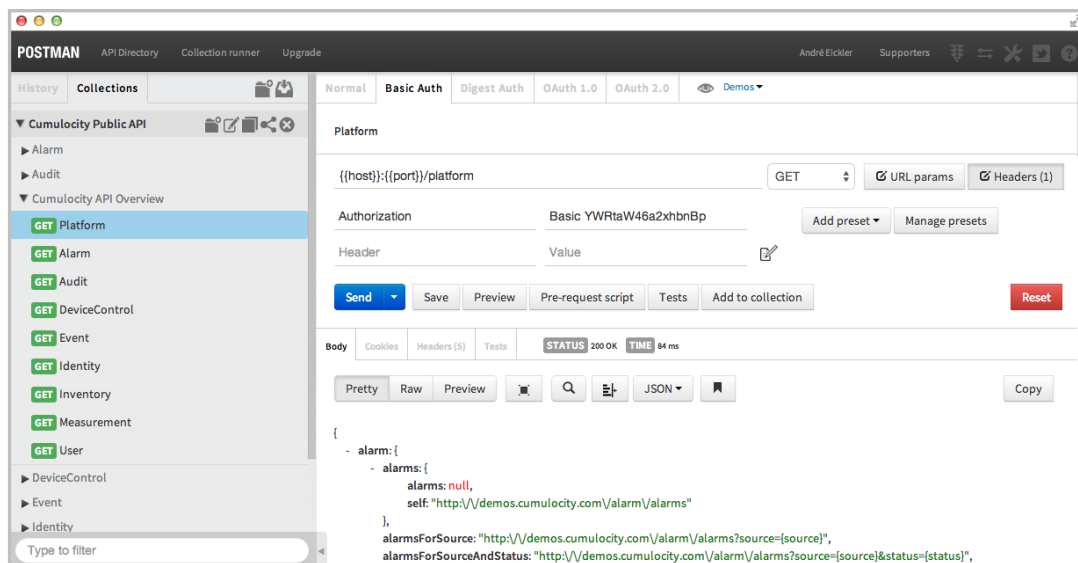 POSTMAN API Directory Collection runner Upgrade André Eickler Supporters
History Collections
Normal Basic Auth Digest Auth OAuth 1.0 OAuth 2.0 Demos
Cumulocity Public API
Alarm
Audit
Cumulocity API Overview
GET Platform
GET Alarm
GET Audit
GET DeviceControl
GET Event
GET Identity
GET Inventory
GET Measurement
GET User
DeviceControl
Event
Identity
Type to filter
Platform
{{host}}:{{port}}/platform GET URL params Headers (1)
Authorization Basic YWRtaW46a2xhbnBp Add preset Manage presets
Header Value
Send Save Preview Pre-request script Tests Add to collection Reset
Body Cookies Headers (5) Tests STATUS 200 OK TIME 84 ms
Pretty Raw Preview JSON Copy
{
- alarm: {
- alarms: {
alarms: null,
self: "http:\/\/demos.cumulocity.com\/alarm\/alarms"
},
alarmsForSource: "http:\/\/demos.cumulocity.com\/alarm\/alarms?source={source}",
alarmsForSourceAndStatus: "http:\/\/demos.cumulocity.com\/alarm\/alarms?source={source}&status={status}",